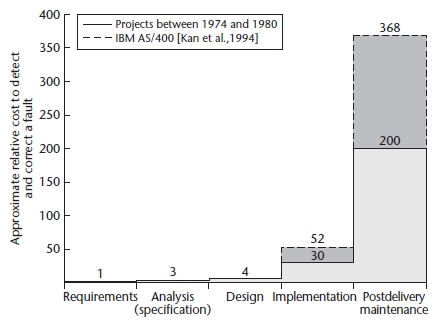 400
350
300
250
200
150
100
50
Approximate relative cost to detect
and correct a fault
Projects between 1974 and 1980
IBM AS/400 [Kan et al.,1994]
368
200
52
30
1
3
4
Requirements
Analysis
(specification)
Design
Implementation
Postdelivery
maintenance